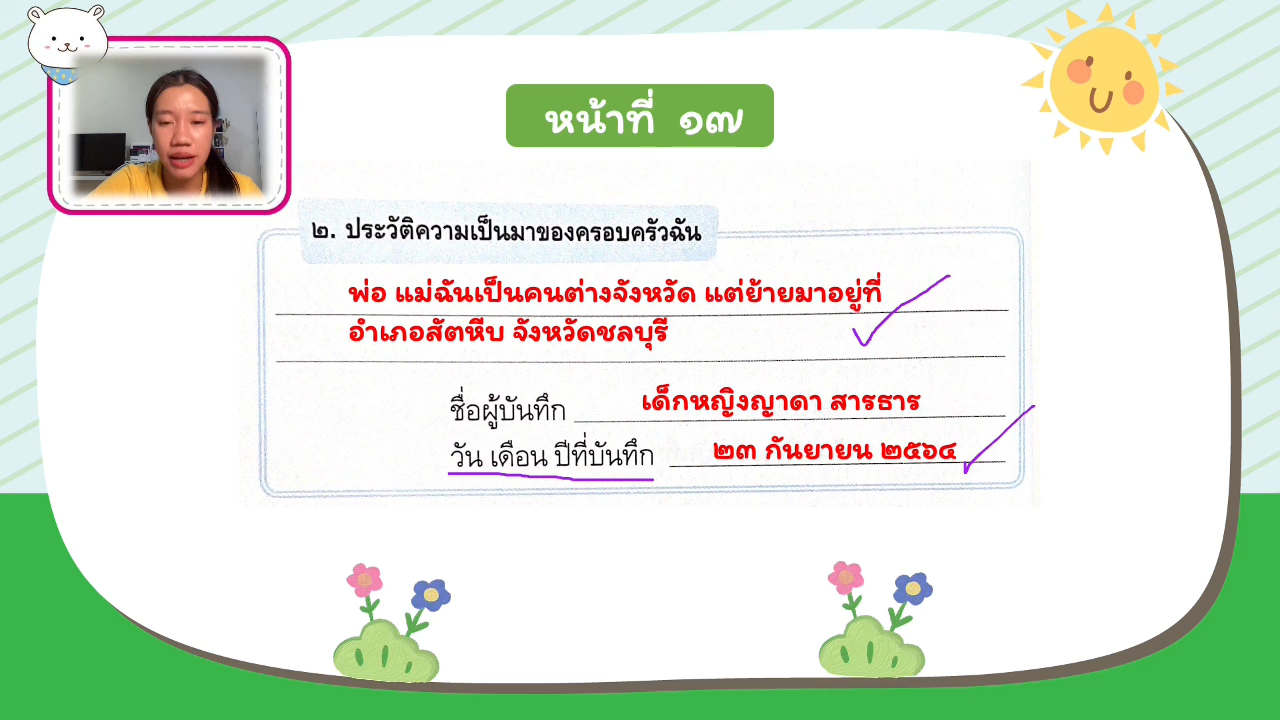 หน้าที่ ๑๗
๒. ประวัติความเป็นมาของครอบครัวฉัน
พ่อ แม่ฉันเป็นคนต่างจังหวัด แต่ย้ายมาอยู่ที่
อำเภอสัตหีบ จังหวัดชลบุรี
ชื่อผู้บันทึก เด็กหญิงญาดา สารธาร
วัน เดือน ปีที่บันทึก ๒๓ กันยายน ๒๕๖๔